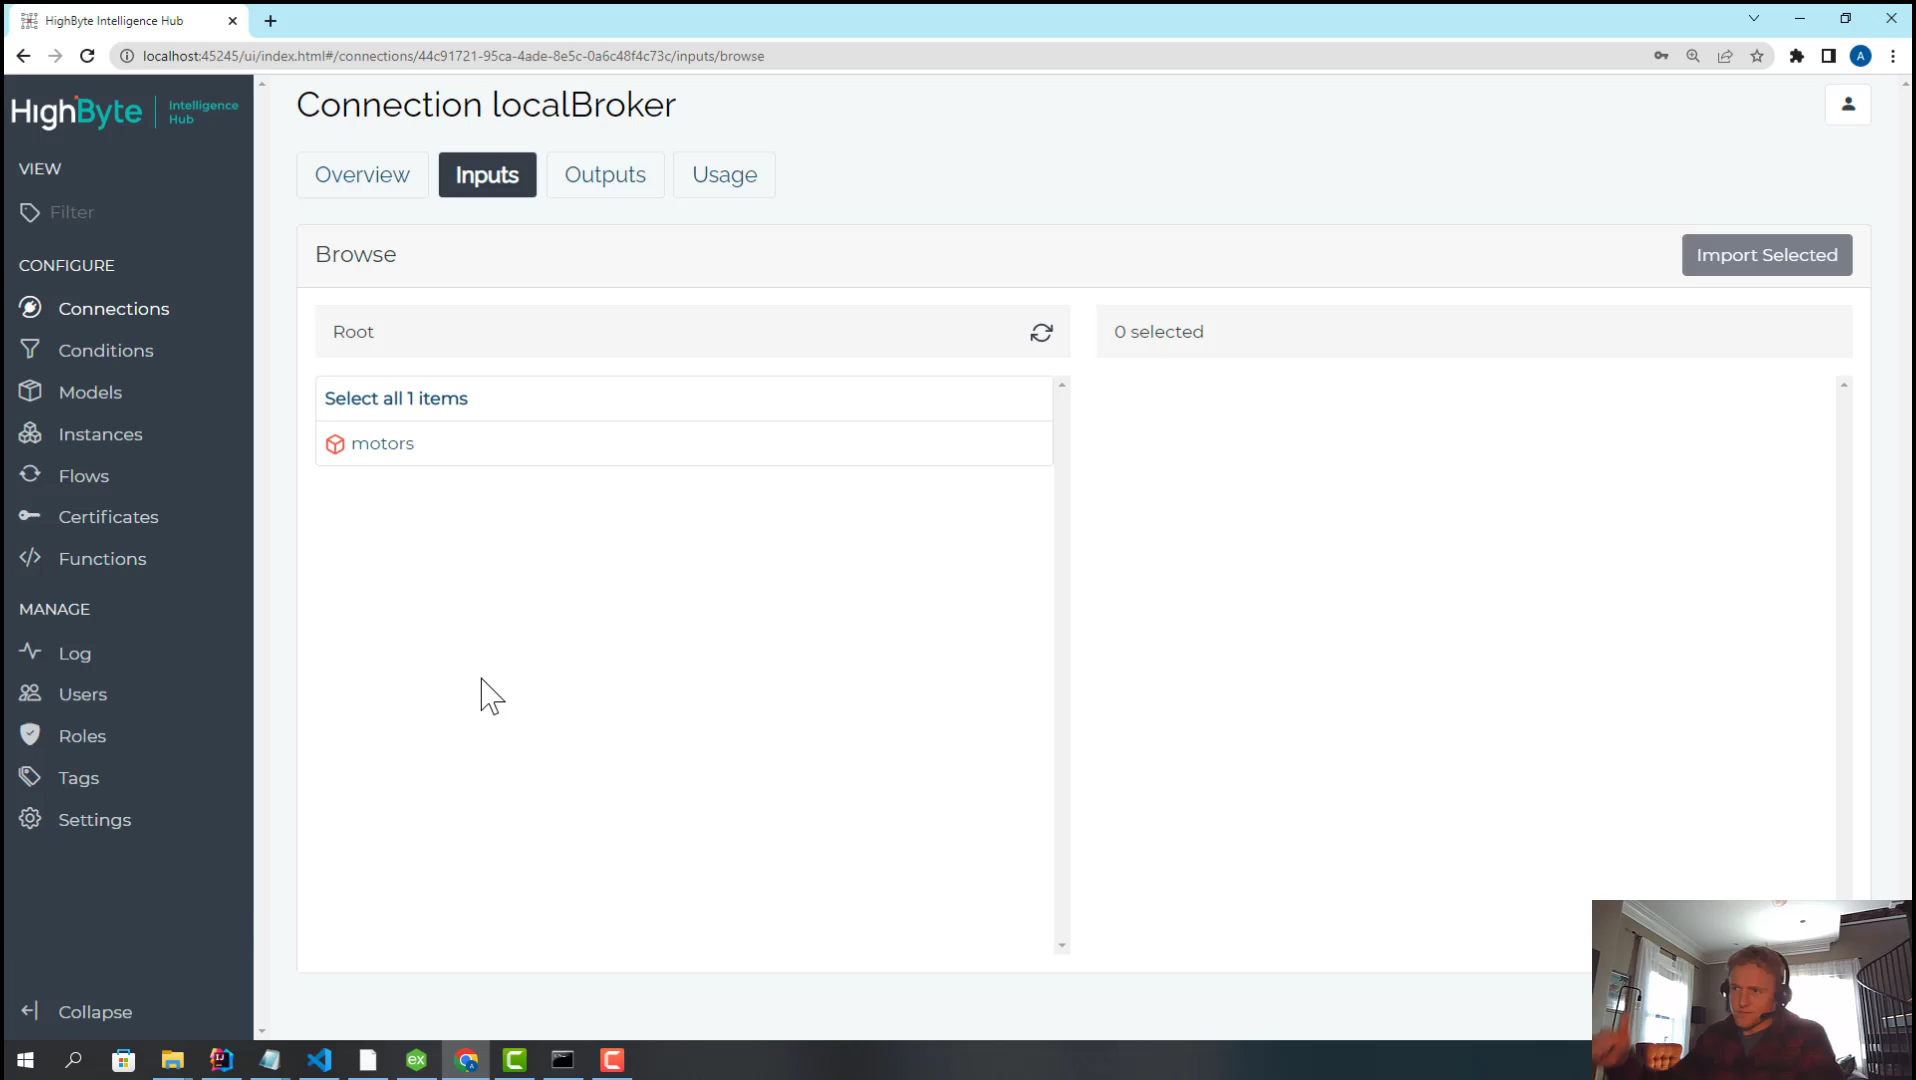 HighByte Intelligence Hub
localhost:45245/ui/index.html#/connections/44c91721-95ca-4ade-8e5c-0a6c48f4c73c/inputs/browse
A
HighByte
Intelligence
Hub
VIEW
Filter
CONFIGURE
Connections
Conditions
Models
Instances
Flows
Certificates
Functions
MANAGE
Log
Users
Roles
Tags
Settings
Collapse
Connection localBroker
Overview
Inputs
Outputs
Usage
Browse
Import Selected
Root
0 selected
Select all 1 items
motors
ex